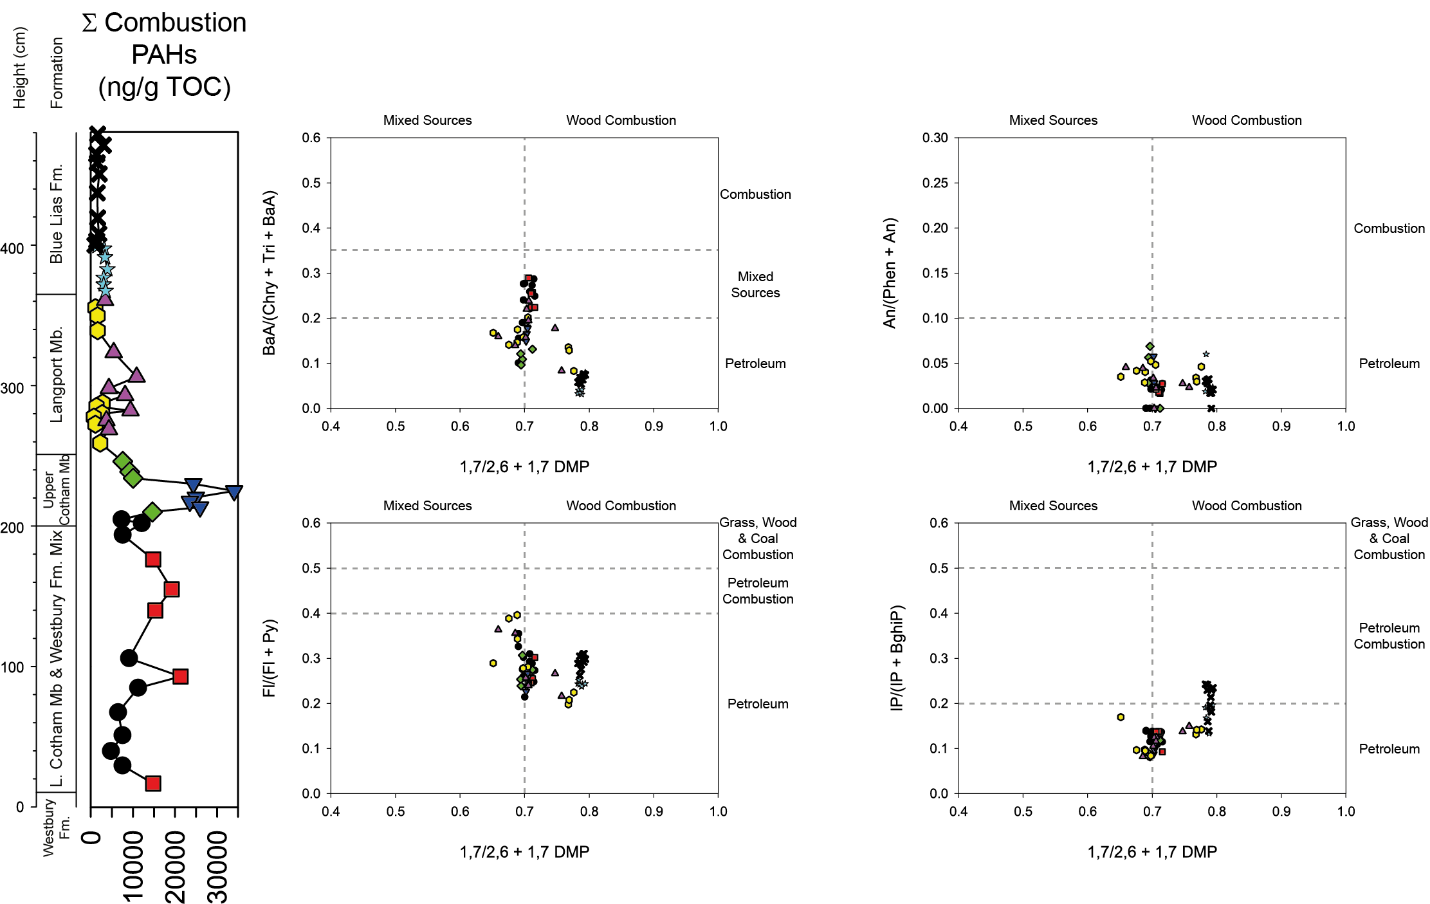 Σ Combustion
PAHs
(ng/g TOC)
Height (cm)
Formation
Blue Lias Fm.
Langport Mb.
Upper
Cotham Mb
L. Cotham Mb & Westbury Fm. Mix
Westbury
Fm.
400
300
200
100
0
0
10000
20000
30000
Mixed Sources
Wood Combustion
0.6
0.5
0.4
0.3
0.2
0.1
0.0
BaA/(Chry + Tri + BaA)
Combustion
Mixed
Sources
Petroleum
0.4
0.5
0.6
0.7
0.8
0.9
1.0
1,7/2,6 + 1,7 DMP
Mixed Sources
Wood Combustion
0.30
0.25
0.20
0.15
0.10
0.05
0.00
An/(Phen + An)
Combustion
Petroleum
0.4
0.5
0.6
0.7
0.8
0.9
1.0
1,7/2,6 + 1,7 DMP
Mixed Sources
Wood Combustion
0.6
0.5
0.4
0.3
0.2
0.1
0.0
Fl/(Fl + Py)
Grass, Wood
& Coal
Combustion
Petroleum
Combustion
Petroleum
0.4
0.5
0.6
0.7
0.8
0.9
1.0
1,7/2,6 + 1,7 DMP
Mixed Sources
Wood Combustion
0.6
0.5
0.4
0.3
0.2
0.1
0.0
IP/(IP + BghiP)
Grass, Wood
& Coal
Combustion
Petroleum
Combustion
Petroleum
0.4
0.5
0.6
0.7
0.8
0.9
1.0
1,7/2,6 + 1,7 DMP